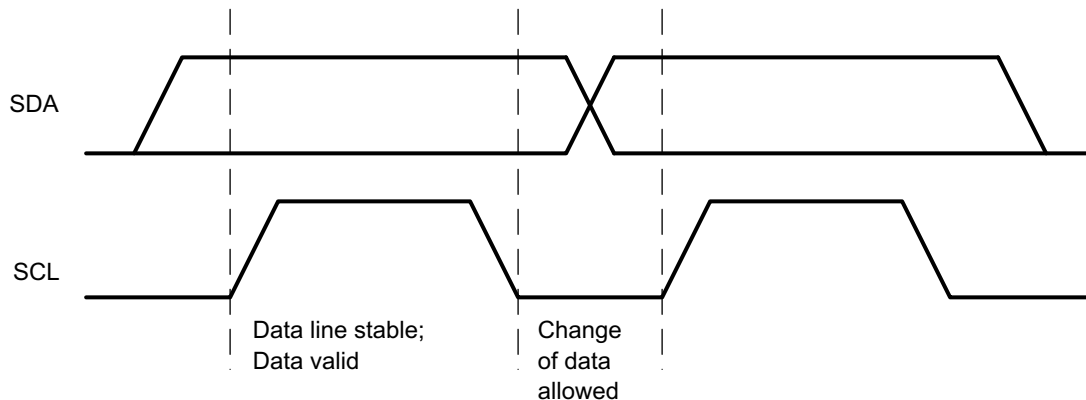 SDA
SCL
Data line stable;
Data valid
Change
of data
allowed